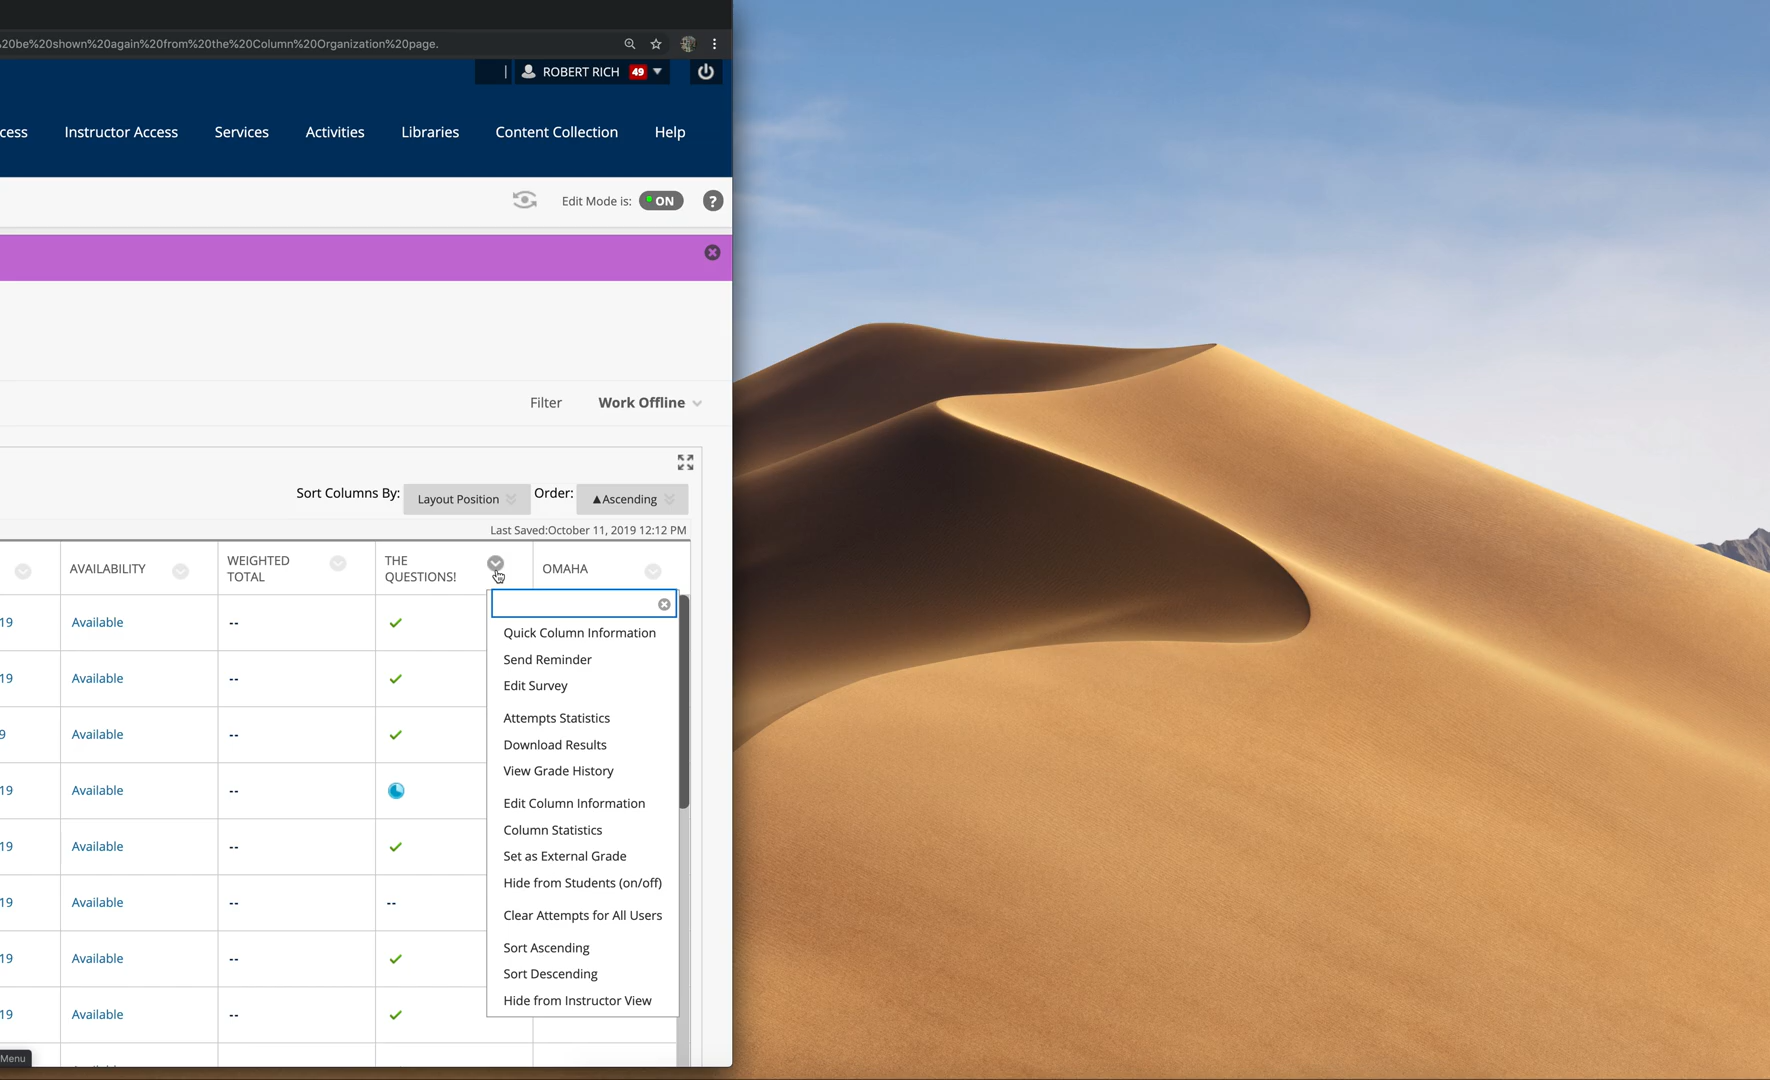 20be%20shown%20again%20from%20the%20Column%20Organization%20page.
ROBERT RICH 49
cess Instructor Access Services Activities Libraries Content Collection Help
Edit Mode is: ON ?
Filter Work Offline
Sort Columns By: Layout Position Order: ▲Ascending
Last Saved:October 11, 2019 12:12 PM
AVAILABILITY WEIGHTED TOTAL THE QUESTIONS! OMAHA
19 Available --
19 Available --
9 Available --
19 Available --
19 Available --
19 Available -- --
19 Available --
19 Available --
Quick Column Information
Send Reminder
Edit Survey
Attempts Statistics
Download Results
View Grade History
Edit Column Information
Column Statistics
Set as External Grade
Hide from Students (on/off)
Clear Attempts for All Users
Sort Ascending
Sort Descending
Hide from Instructor View
Menu